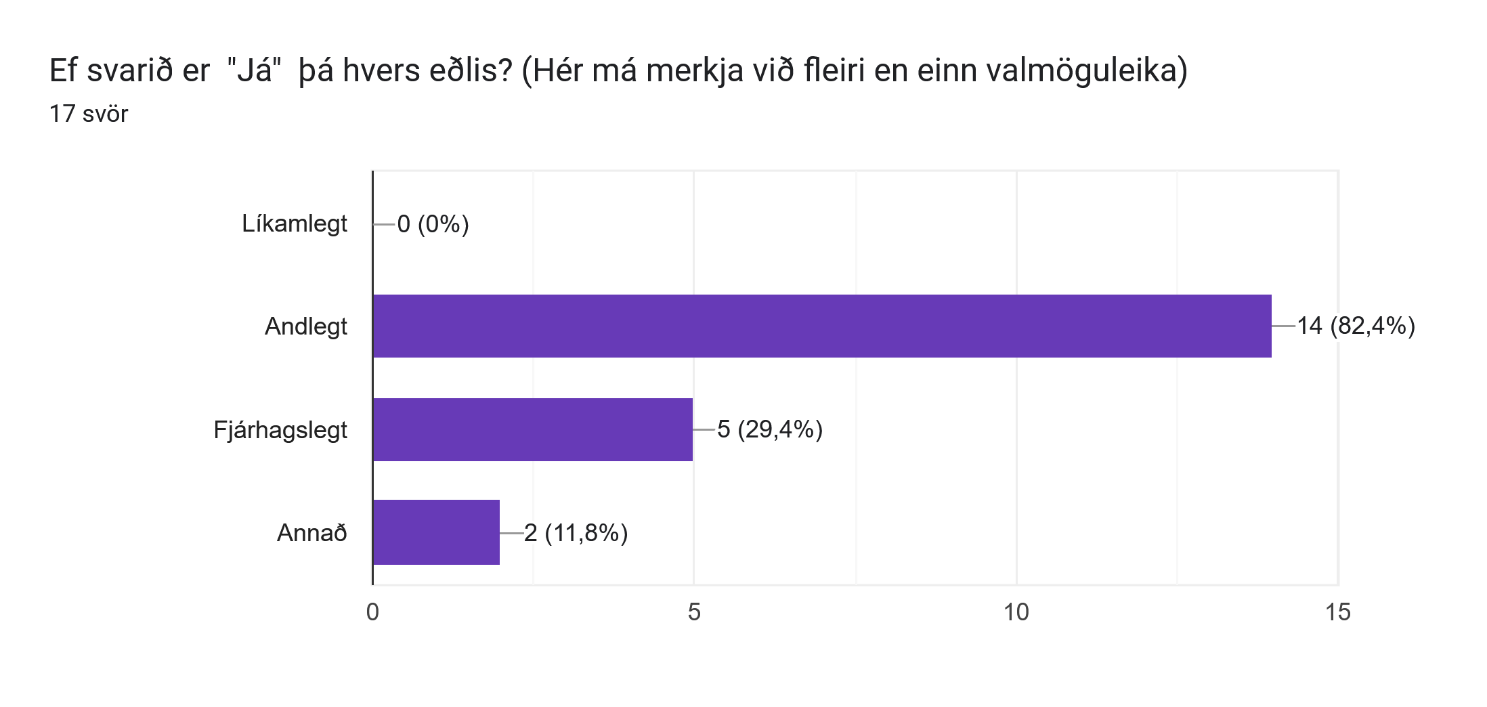 Ef svarið er  "Já"  þá hvers eðlis? (Hér má merkja við fleiri en einn valmöguleika)
17 svör
Líkamlegt 0 (0%)
Andlegt 14 (82,4%)
Fjárhagslegt 5 (29,4%)
Annað 2 (11,8%)
0 5 10 15